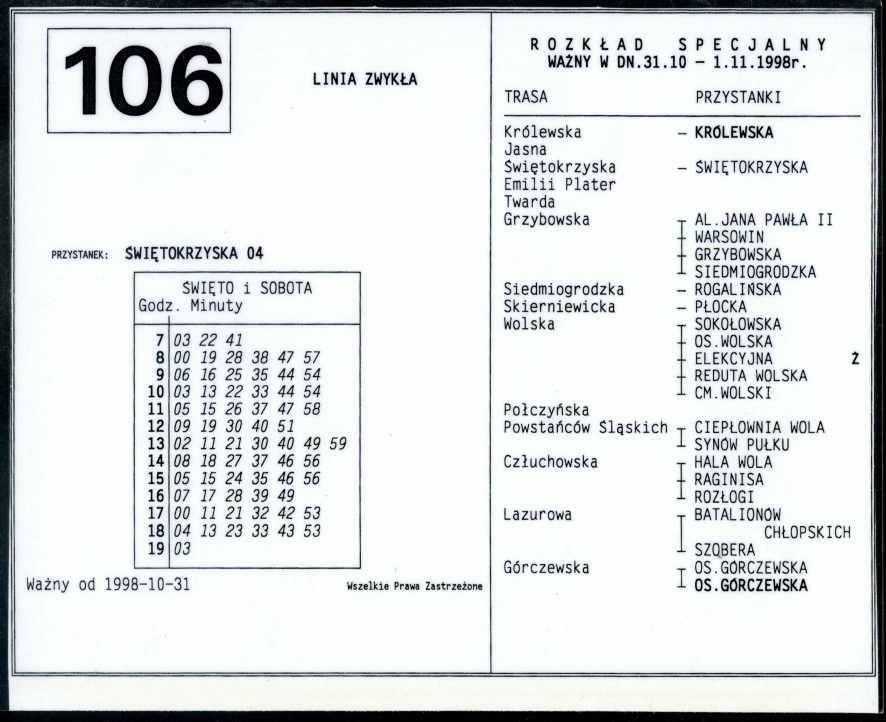 106
LINIA ZWYKŁA
PRZYSTANEK: ŚWIĘTOKRZYSKA 04
ŚWIĘTO i SOBOTA
Godz. Minuty
7 03 22 41
8 00 19 28 38 47 57
9 06 16 25 35 44 54
10 03 13 22 33 44 54
11 05 15 26 37 47 58
12 09 19 30 40 51
13 02 11 21 30 40 49 59
14 08 18 27 37 46 56
15 05 15 24 35 46 56
16 07 17 28 39 49
17 00 11 21 32 42 53
18 04 13 23 33 43 53
19 03
Ważny od 1998-10-31
Wszelkie Prawa Zastrzeżone
ROZKŁAD SPECJALNY
WAŻNY W DN.31.10 – 1.11.1998r.
TRASA PRZYSTANKI
Królewska – KRÓLEWSKA
Jasna
Świętokrzyska – ŚWIĘTOKRZYSKA
Emilii Plater
Twarda
Grzybowska AL.JANA PAWŁA II
WARSOWIN
GRZYBOWSKA
SIEDMIOGRODZKA
Siedmiogrodzka – ROGALIŃSKA
Skierniewicka – PŁOCKA
Wolska SOKOŁOWSKA
OS.WOLSKA
ELEKCYJNA Ż
REDUTA WOLSKA
CM.WOLSKI
Połczyńska
Powstańców Śląskich CIEPŁOWNIA WOLA
SYNÓW PUŁKU
Człuchowska HALA WOLA
RAGINISA
ROZŁOGI
Lazurowa BATALIONÓW
CHŁOPSKICH
SZOBERA
Górczewska OS.GÓRCZEWSKA
OS.GÓRCZEWSKA